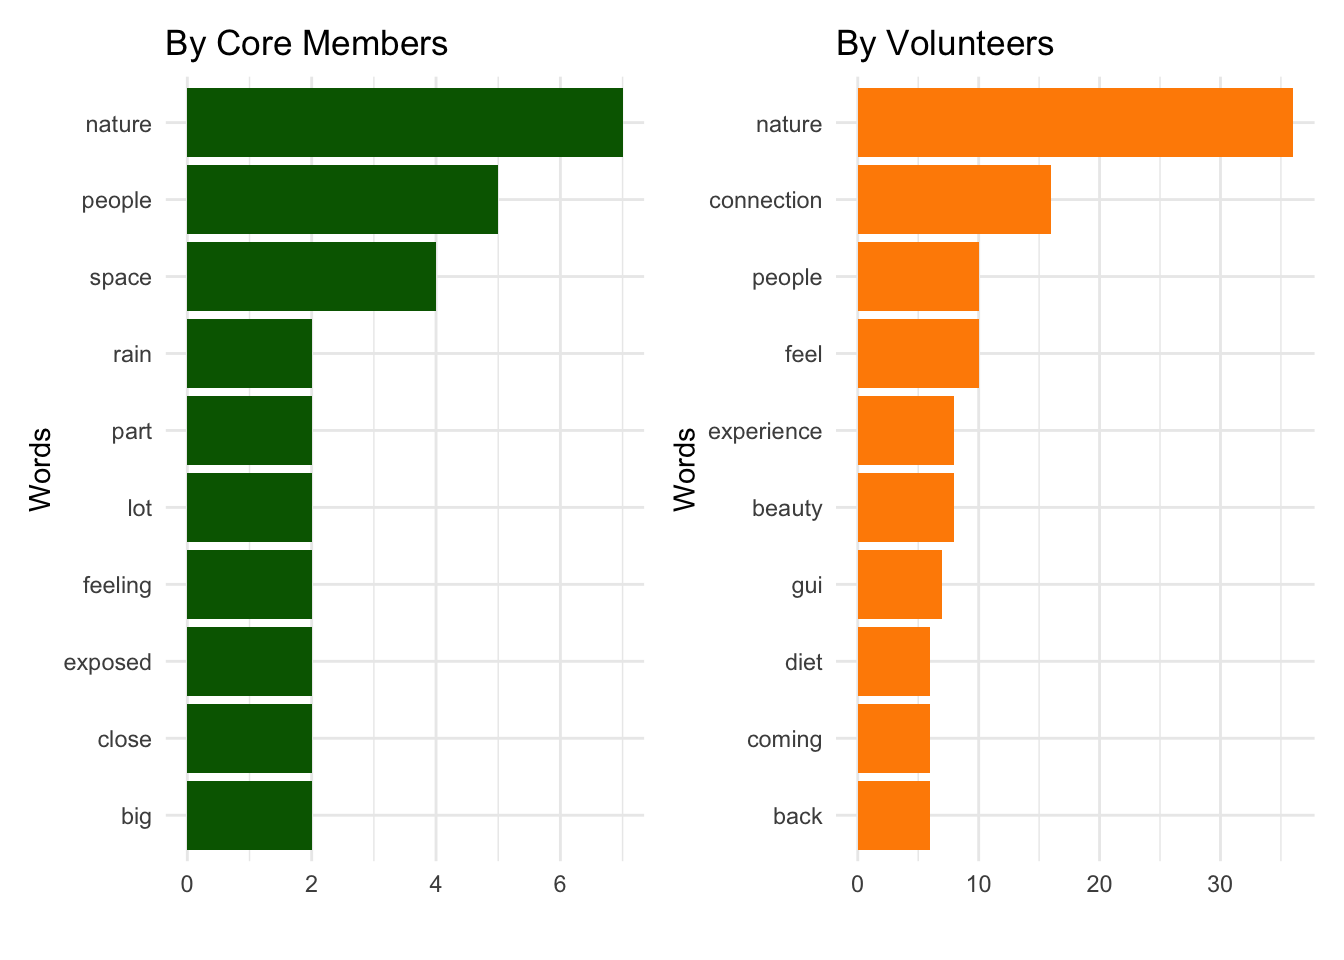 By Core Members
Words
nature
people
space
rain
part
lot
feeling
exposed
close
big
0 2 4 6
By Volunteers
Words
nature
connection
people
feel
experience
beauty
gui
diet
coming
back
0 10 20 30